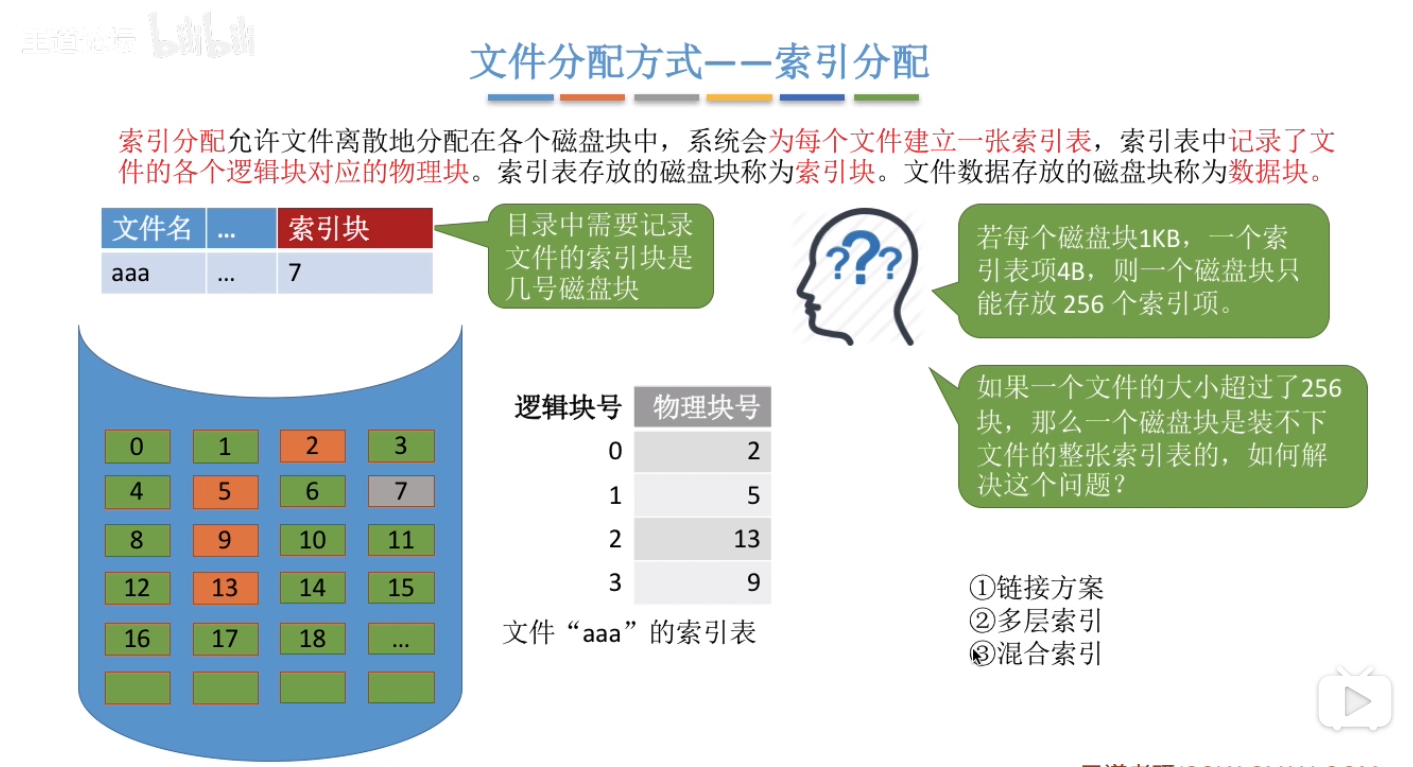 王道论坛 bilibili
文件分配方式——索引分配
索引分配允许文件离散地分配在各个磁盘块中，系统会为每个文件建立一张索引表，索引表中记录了文
件的各个逻辑块对应的物理块。索引表存放的磁盘块称为索引块。文件数据存放的磁盘块称为数据块。
文件名 ... 索引块
aaa ... 7
目录中需要记录
文件的索引块是
几号磁盘块
???
若每个磁盘块1KB，一个索
引表项4B，则一个磁盘块只
能存放 256 个索引项。
如果一个文件的大小超过了256
块，那么一个磁盘块是装不下
文件的整张索引表的，如何解
决这个问题？
0 1 2 3
4 5 6 7
8 9 10 11
12 13 14 15
16 17 18 ...
逻辑块号 物理块号
0 2
1 5
2 13
3 9
文件“aaa”的索引表
①链接方案
②多层索引
③混合索引